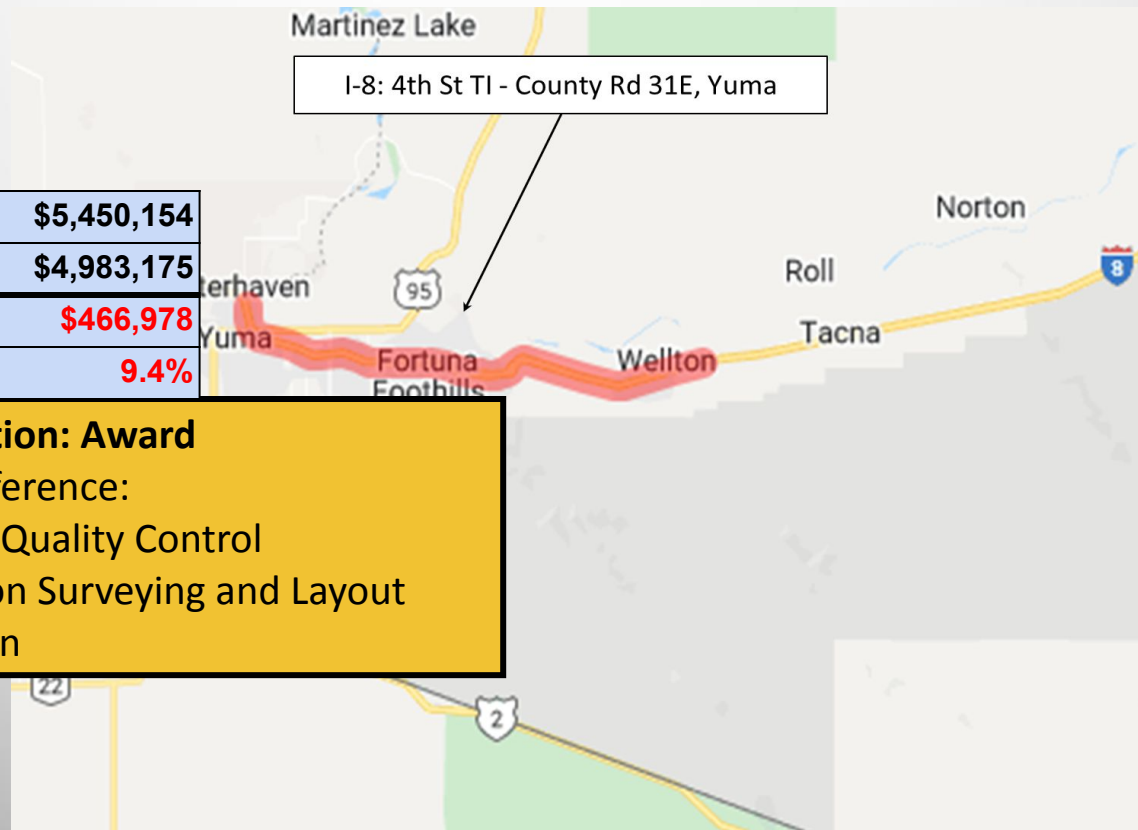 Martinez Lake
I-8: 4th St TI - County Rd 31E, Yuma
$5,450,154
Norton
$4,983,175
Roll
8
terhaven
95
$466,978
Yuma
Tacna
Fortuna
Wellton
9.4%
Foothills
tion: Award
ference:
Quality Control
on Surveying and Layout
n
22
2